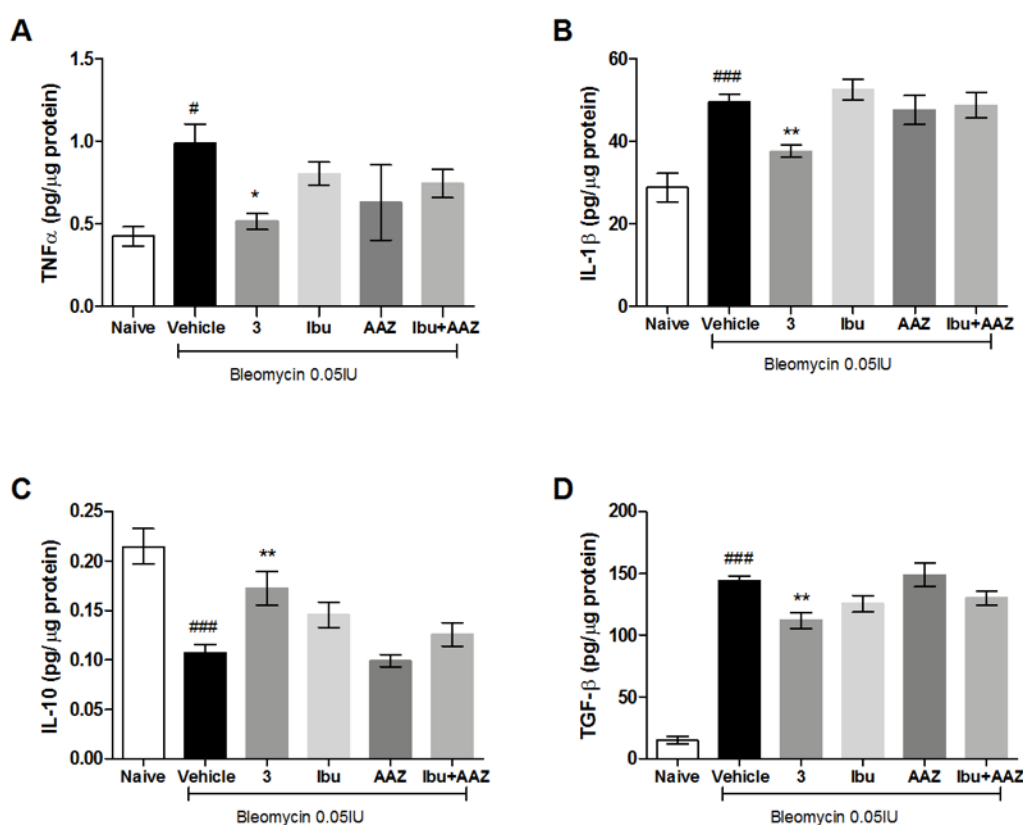 A
TNFα (pg/μg protein)
1.5
1.0
0.5
0.0
#
*
Naive Vehicle 3 Ibu AAZ Ibu+AAZ
Bleomycin 0.05IU
B
IL-1β (pg/μg protein)
60
40
20
0
###
**
Naive Vehicle 3 Ibu AAZ Ibu+AAZ
Bleomycin 0.05IU
C
IL-10 (pg/μg protein)
0.25
0.20
0.15
0.10
0.05
0.00
###
**
Naive Vehicle 3 Ibu AAZ Ibu+AAZ
Bleomycin 0.05IU
D
TGF-β (pg/μg protein)
200
150
100
50
0
###
**
Naive Vehicle 3 Ibu AAZ Ibu+AAZ
Bleomycin 0.05IU